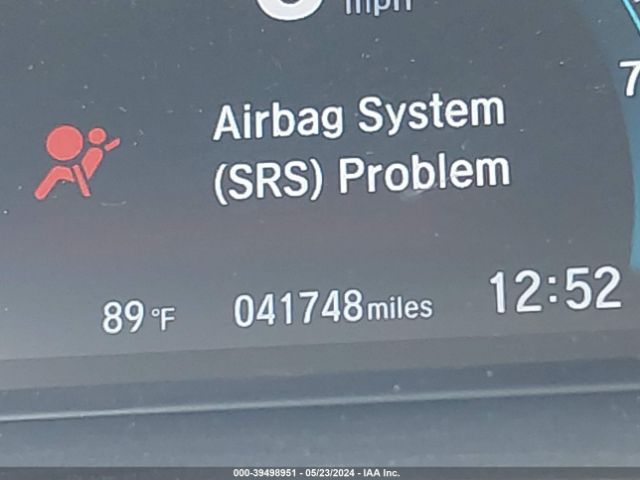 mph
7
Airbag System
(SRS) Problem
89 °F 041748 miles 12:52
000-39498951 - 05/23/2024 - IAA Inc.